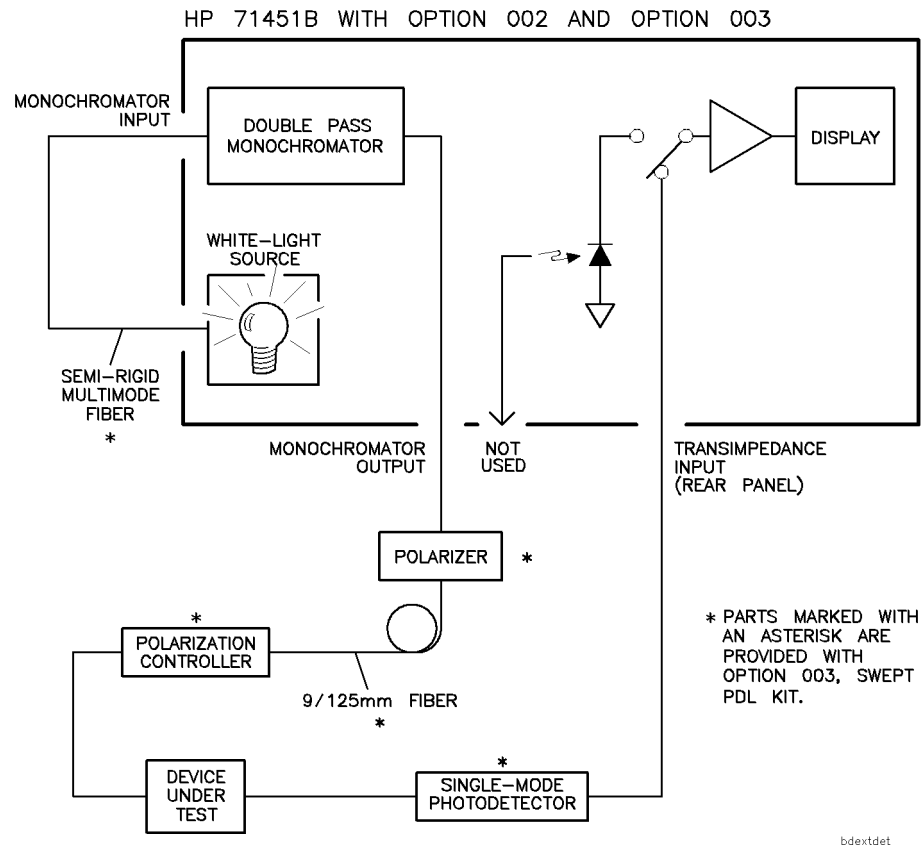 HP 71451B WITH OPTION 002 AND OPTION 003
MONOCHROMATOR
INPUT
DOUBLE PASS
MONOCHROMATOR
DISPLAY
WHITE-LIGHT
SOURCE
SEMI-RIGID
MULTIMODE
FIBER
*
MONOCHROMATOR
OUTPUT
NOT
USED
TRANSIMPEDANCE
INPUT
(REAR PANEL)
POLARIZER *
*
POLARIZATION
CONTROLLER
9/125mm FIBER
*
* PARTS MARKED WITH
AN ASTERISK ARE
PROVIDED WITH
OPTION 003, SWEPT
PDL KIT.
DEVICE
UNDER
TEST
*
SINGLE-MODE
PHOTODETECTOR
bdextdet